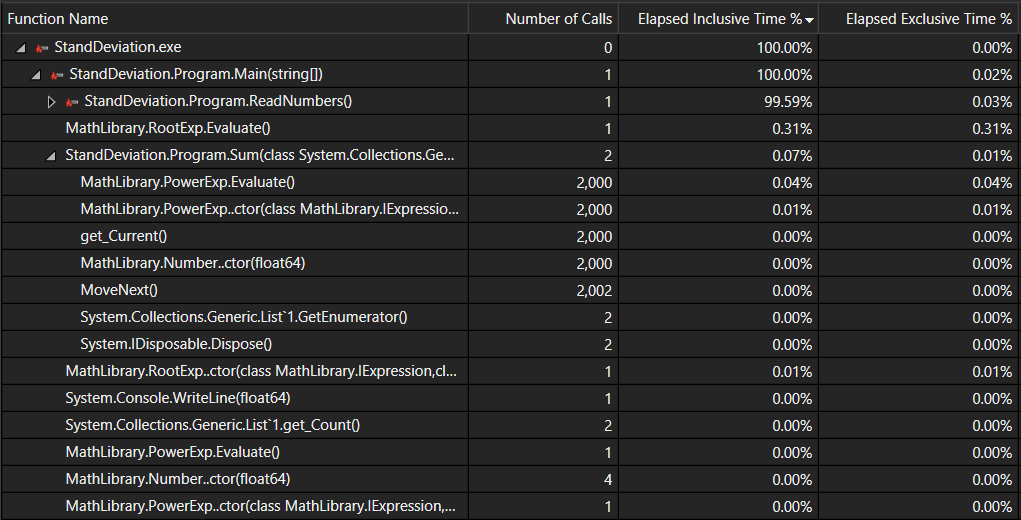 Function Name Number of Calls Elapsed Inclusive Time % Elapsed Exclusive Time %
StandDeviation.exe 0 100.00% 0.00%
StandDeviation.Program.Main(string[]) 1 100.00% 0.02%
StandDeviation.Program.ReadNumbers() 1 99.59% 0.03%
MathLibrary.RootExp.Evaluate() 1 0.31% 0.31%
StandDeviation.Program.Sum(class System.Collections.Ge... 2 0.07% 0.01%
MathLibrary.PowerExp.Evaluate() 2,000 0.04% 0.04%
MathLibrary.PowerExp..ctor(class MathLibrary.IExpressio... 2,000 0.01% 0.01%
get_Current() 2,000 0.00% 0.00%
MathLibrary.Number..ctor(float64) 2,000 0.00% 0.00%
MoveNext() 2,002 0.00% 0.00%
System.Collections.Generic.List`1.GetEnumerator() 2 0.00% 0.00%
System.IDisposable.Dispose() 2 0.00% 0.00%
MathLibrary.RootExp..ctor(class MathLibrary.IExpression,cl... 1 0.01% 0.01%
System.Console.WriteLine(float64) 1 0.00% 0.00%
System.Collections.Generic.List`1.get_Count() 2 0.00% 0.00%
MathLibrary.PowerExp.Evaluate() 1 0.00% 0.00%
MathLibrary.Number..ctor(float64) 4 0.00% 0.00%
MathLibrary.PowerExp..ctor(class MathLibrary.IExpression,... 1 0.00% 0.00%